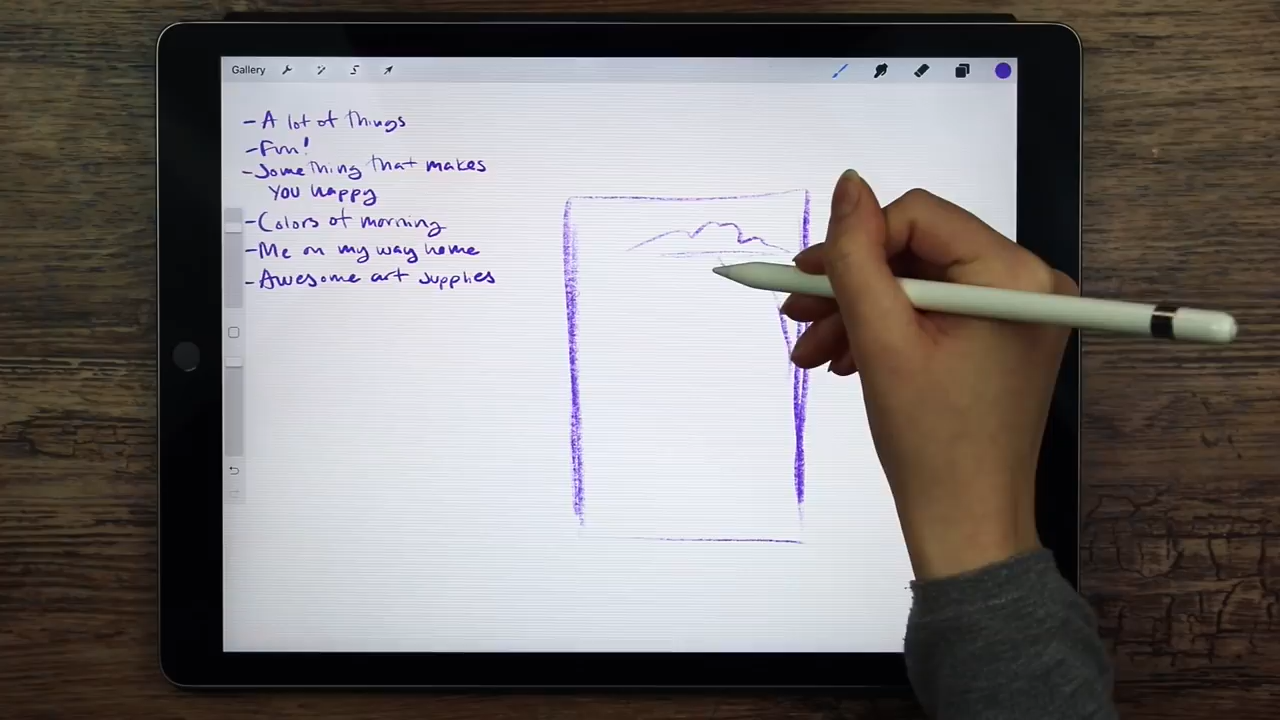 Gallery
- A lot of things
- Fun!
- Something that makes
you happy
- Colors of morning
- Me on my way home
- Awesome art supplies